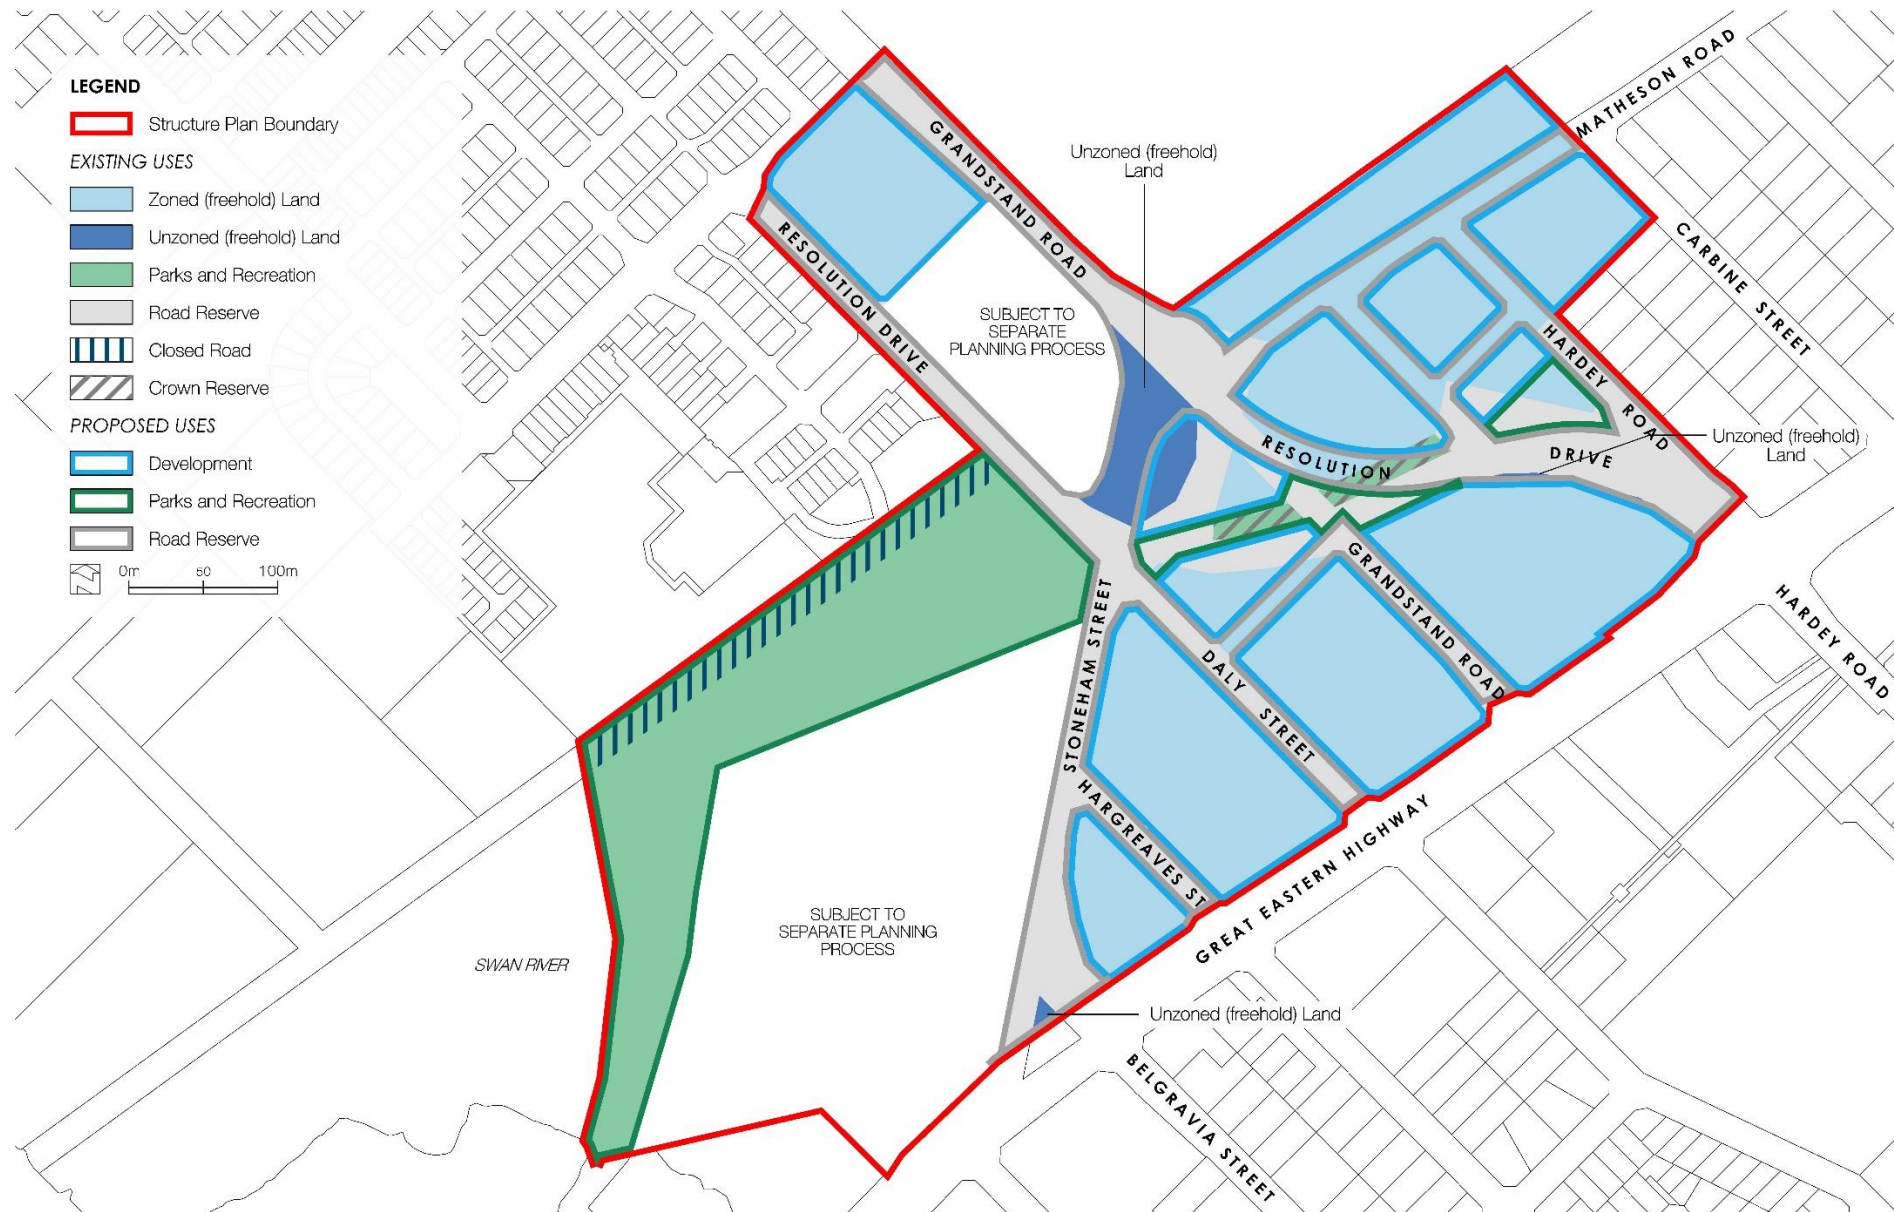 LEGEND
Structure Plan Boundary
EXISTING USES
Zoned (freehold) Land
Unzoned (freehold) Land
Parks and Recreation
Road Reserve
Closed Road
Crown Reserve
PROPOSED USES
Development
Parks and Recreation
Road Reserve
N
0m 50 100m
GRANDSTAND ROAD
RESOLUTION DRIVE
SUBJECT TO
SEPARATE
PLANNING PROCESS
Unzoned (freehold)
Land
MATHESON ROAD
CARBINE STREET
HARDEY ROAD
RESOLUTION DRIVE
Unzoned (freehold)
Land
GRANDSTAND ROAD
HARDEY ROAD
STONEHAM STREET
DALY STREET
HARGREAVES ST
GREAT EASTERN HIGHWAY
SUBJECT TO
SEPARATE PLANNING
PROCESS
SWAN RIVER
Unzoned (freehold) Land
BELGRAVIA STREET